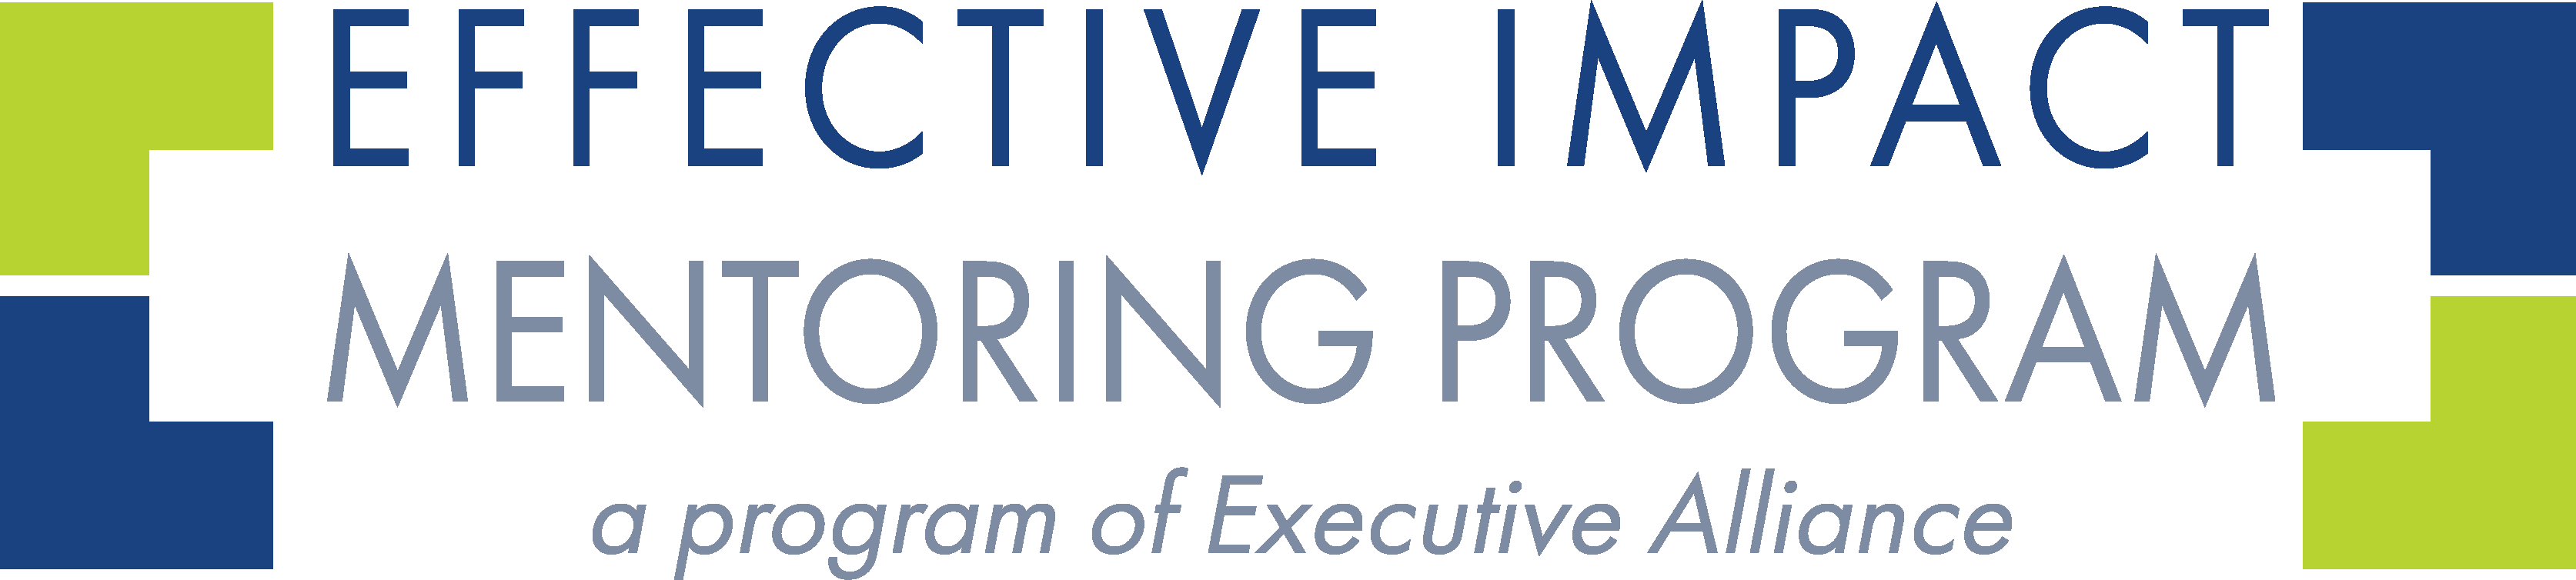 EFFECTIVE IMPACT
MENTORING PROGRAM
a program of Executive Alliance